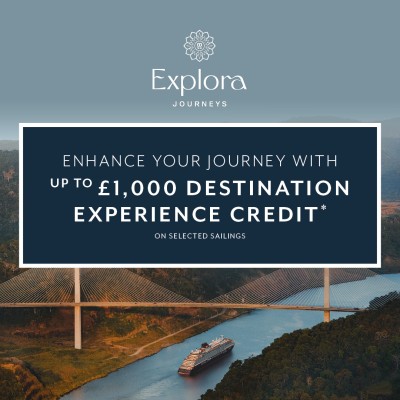 Explora
JOURNEYS
ENHANCE YOUR JOURNEY WITH
UP TO £1,000 DESTINATION
EXPERIENCE CREDIT*
ON SELECTED SAILINGS